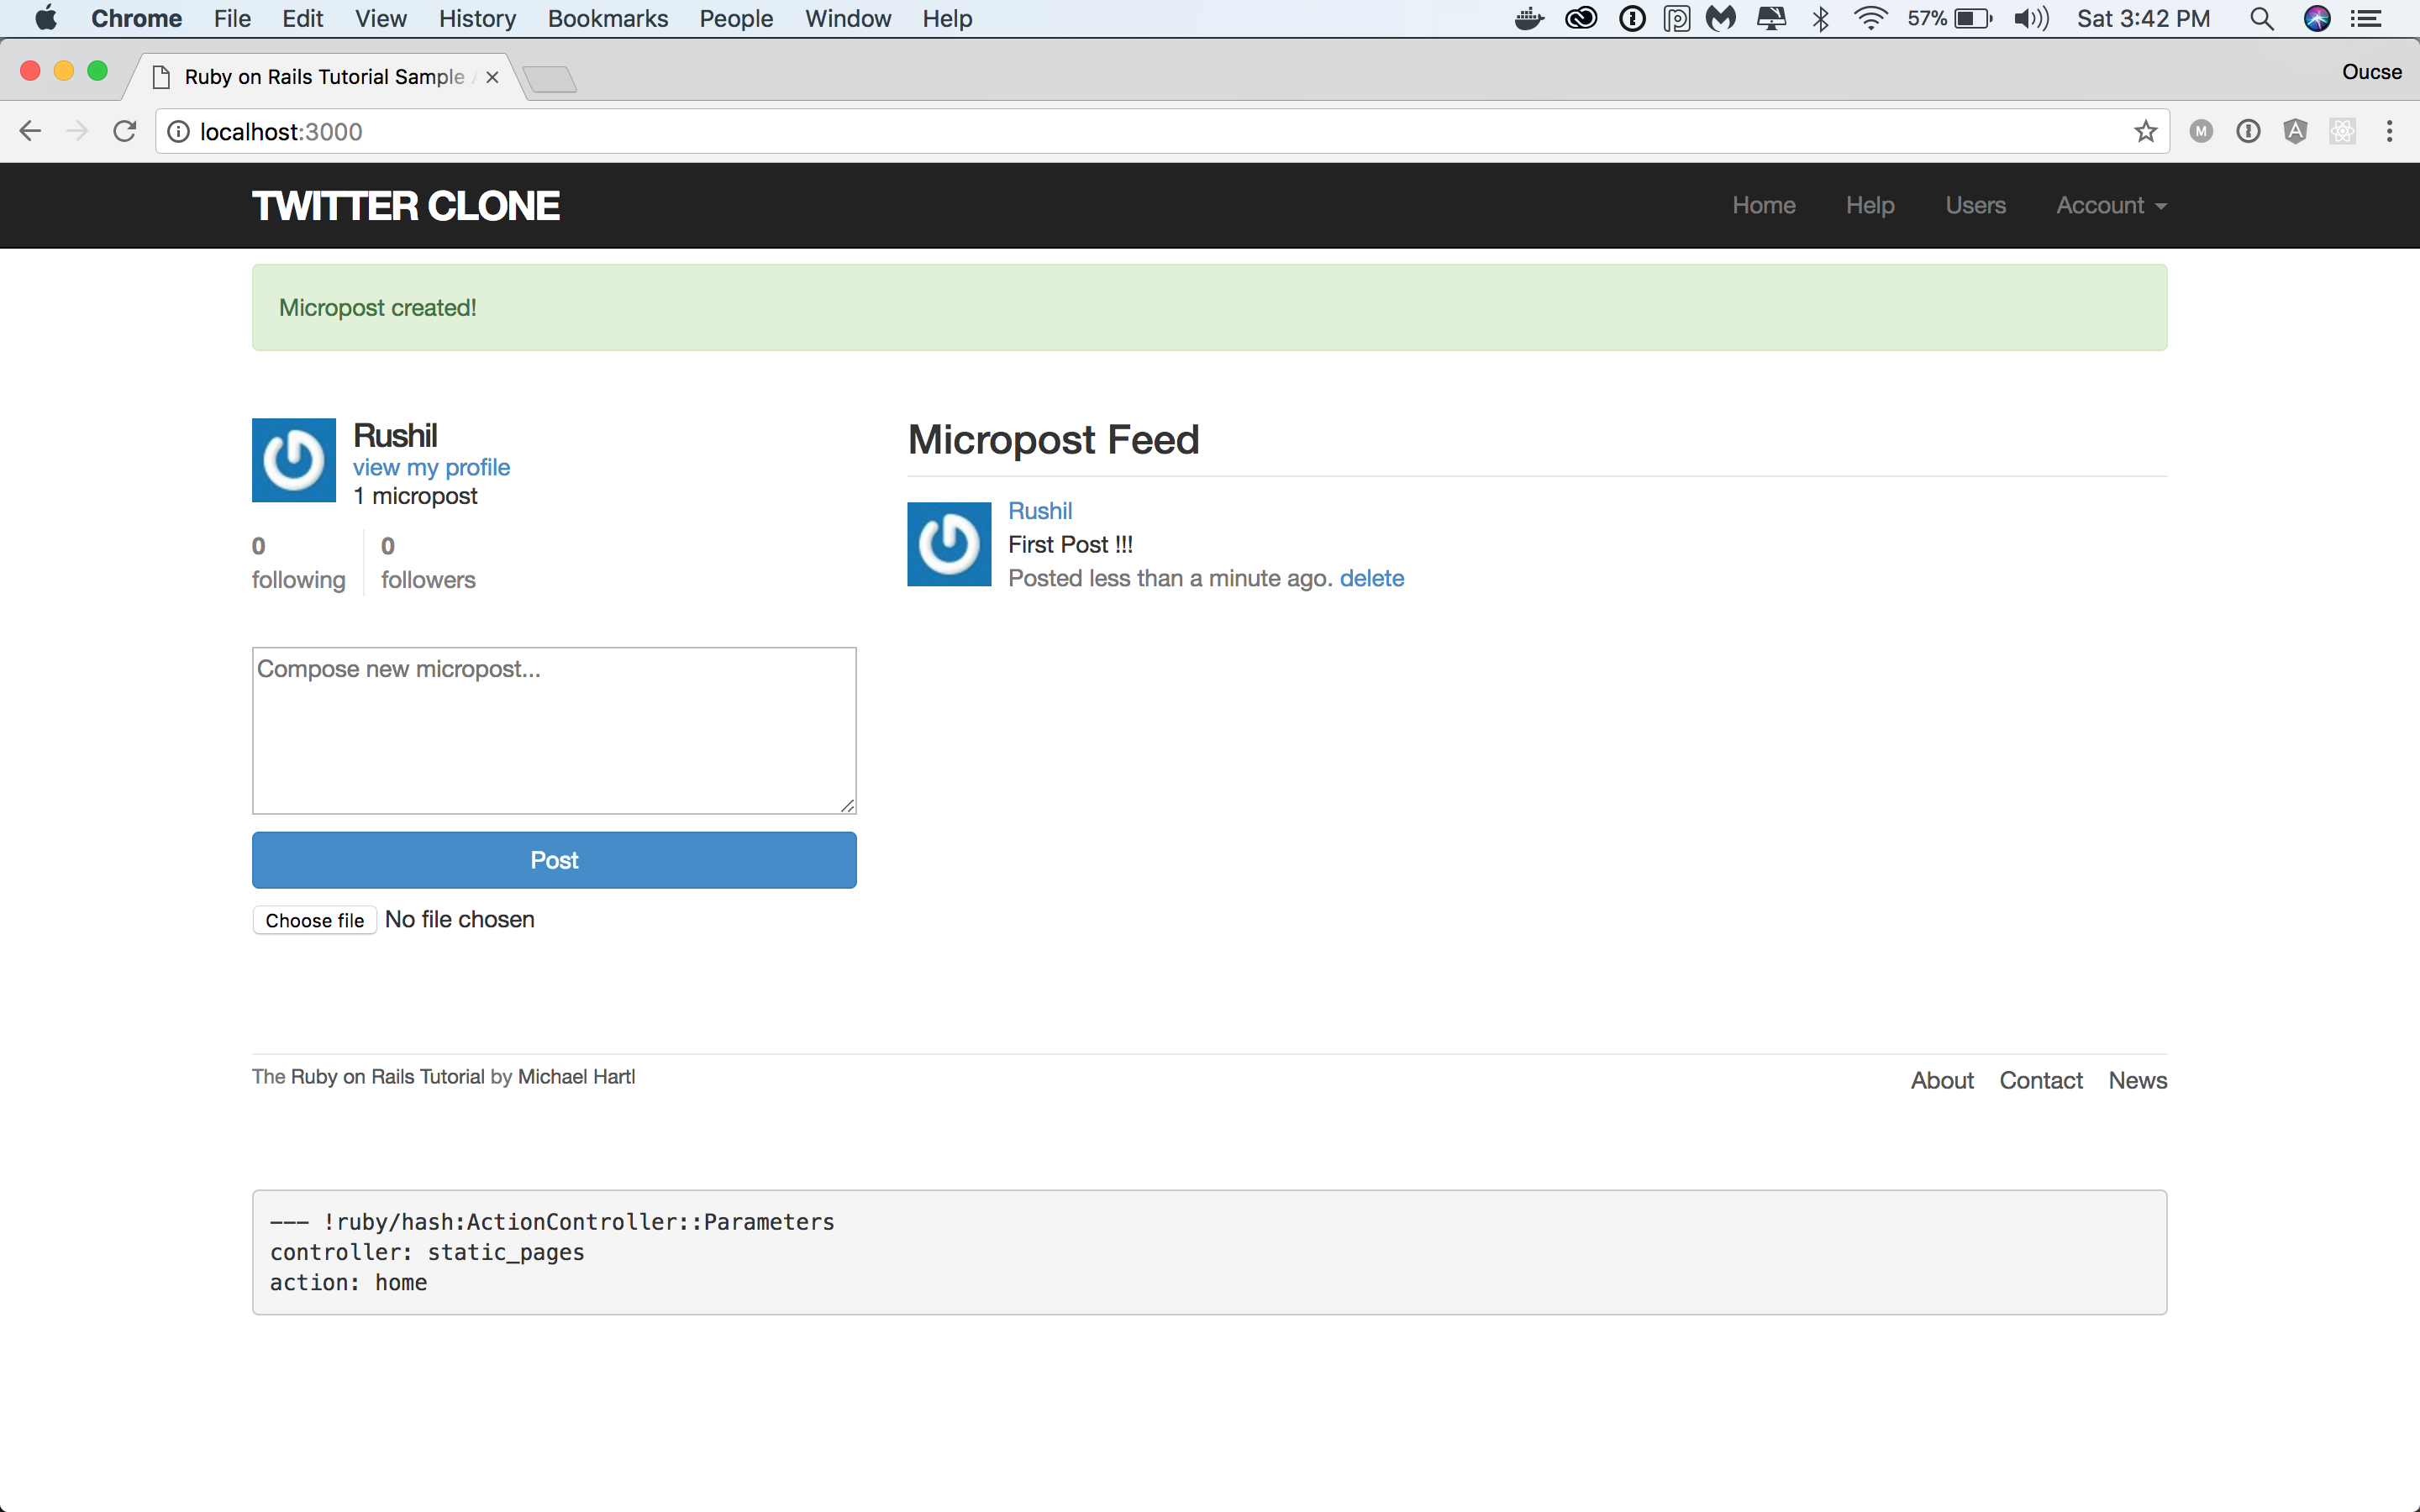 Chrome File Edit View History Bookmarks People Window Help 57% Sat 3:42 PM
Ruby on Rails Tutorial Sample
Oucse
localhost:3000
TWITTER CLONE
Home Help Users Account
Micropost created!
Rushil
view my profile
1 micropost
0 following
0 followers
Compose new micropost...
Post
Choose file No file chosen
Micropost Feed
Rushil
First Post !!!
Posted less than a minute ago. delete
The Ruby on Rails Tutorial by Michael Hartl
About Contact News
--- !ruby/hash:ActionController::Parameters
controller: static_pages
action: home